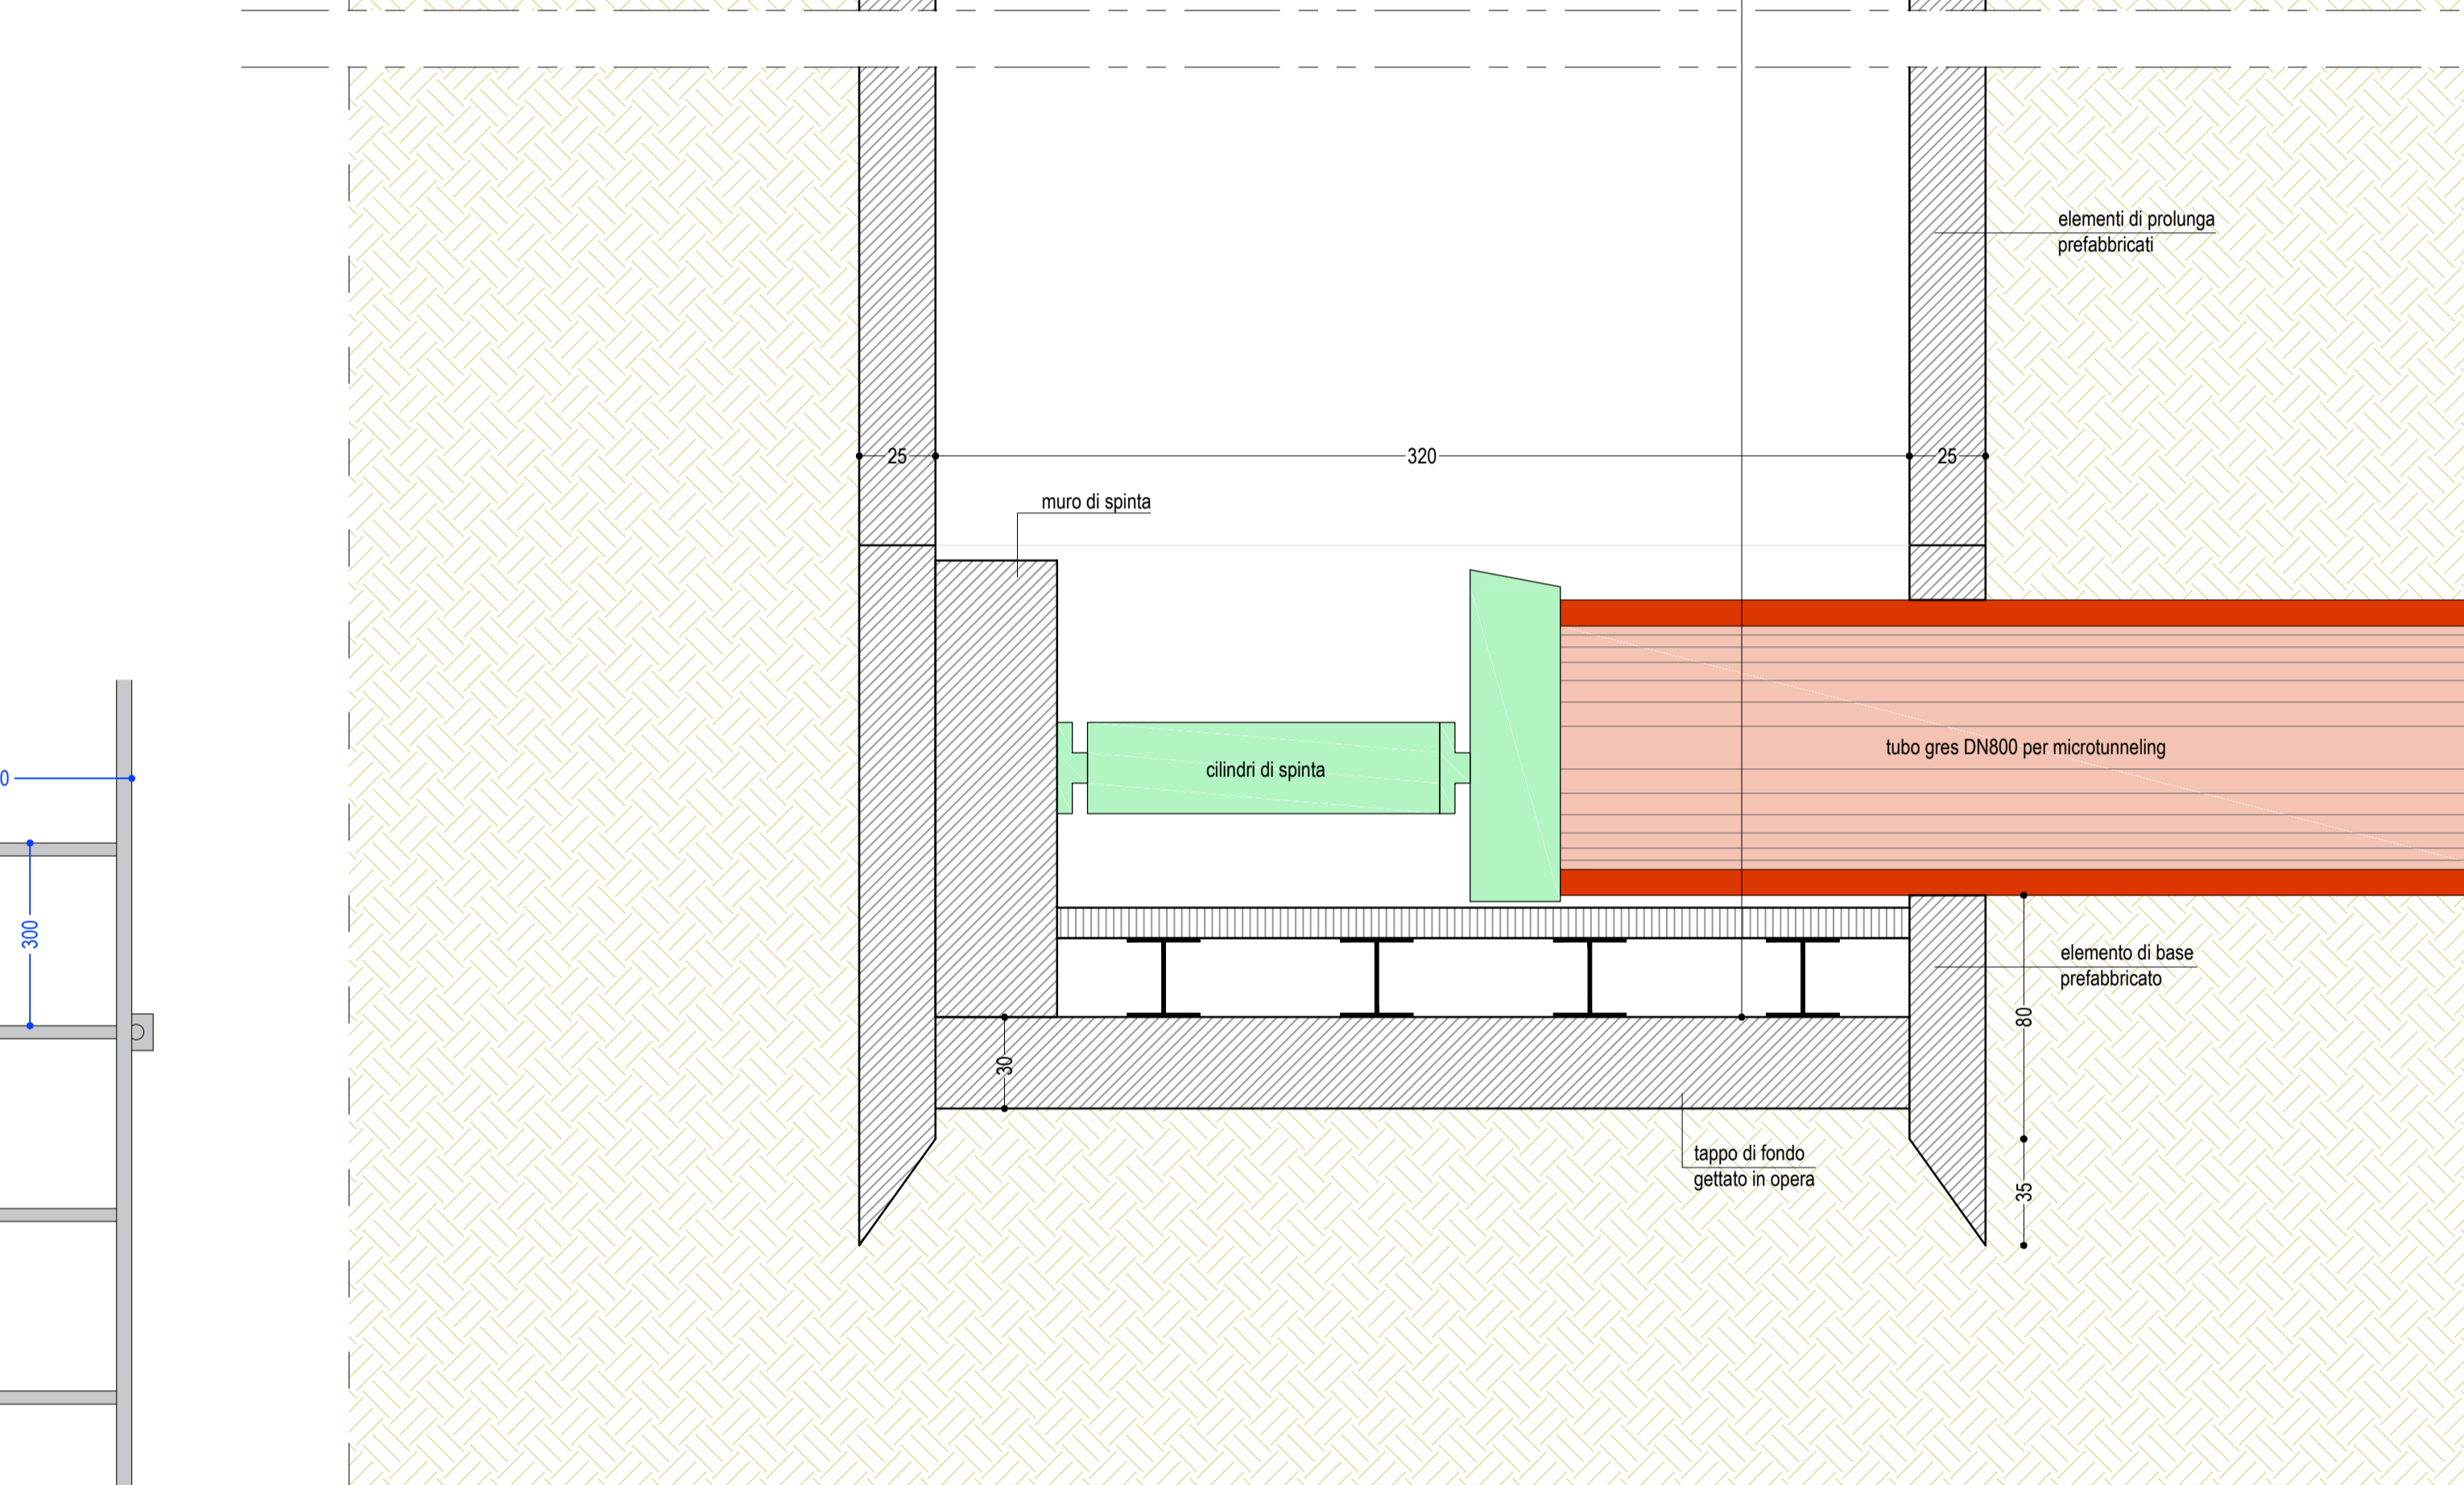 elementi di prolunga
prefabbricati
25
320
25
muro di spinta
tubo gres DN800 per microtunneling
cilindri di spinta
0
300
elemento di base
prefabbricato
80
30
tappo di fondo
gettato in opera
35